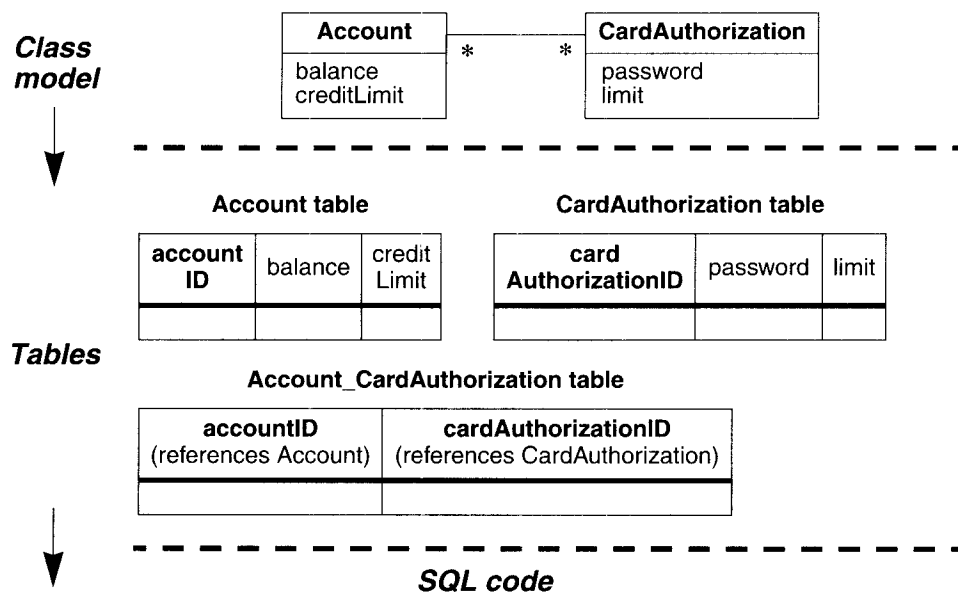 Class
model
Account
balance
creditLimit
*
*
CardAuthorization
password
limit
Account table
account
ID
balance
credit
Limit
CardAuthorization table
card
AuthorizationID
password
limit
Tables
Account_CardAuthorization table
accountID
(references Account)
cardAuthorizationID
(references CardAuthorization)
SQL code